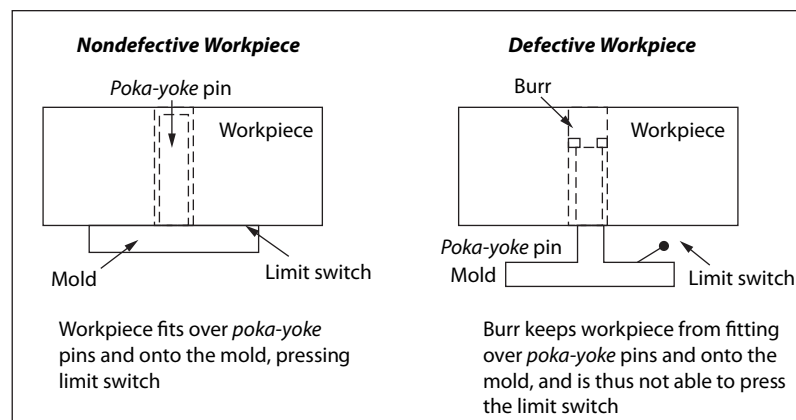 Nondefective Workpiece
Poka-yoke pin
Workpiece
Mold
Limit switch
Workpiece fits over poka-yoke
pins and onto the mold, pressing
limit switch
Defective Workpiece
Burr
Workpiece
Poka-yoke pin
Mold
Limit switch
Burr keeps workpiece from fitting
over poka-yoke pins and onto the
mold, and is thus not able to press
the limit switch